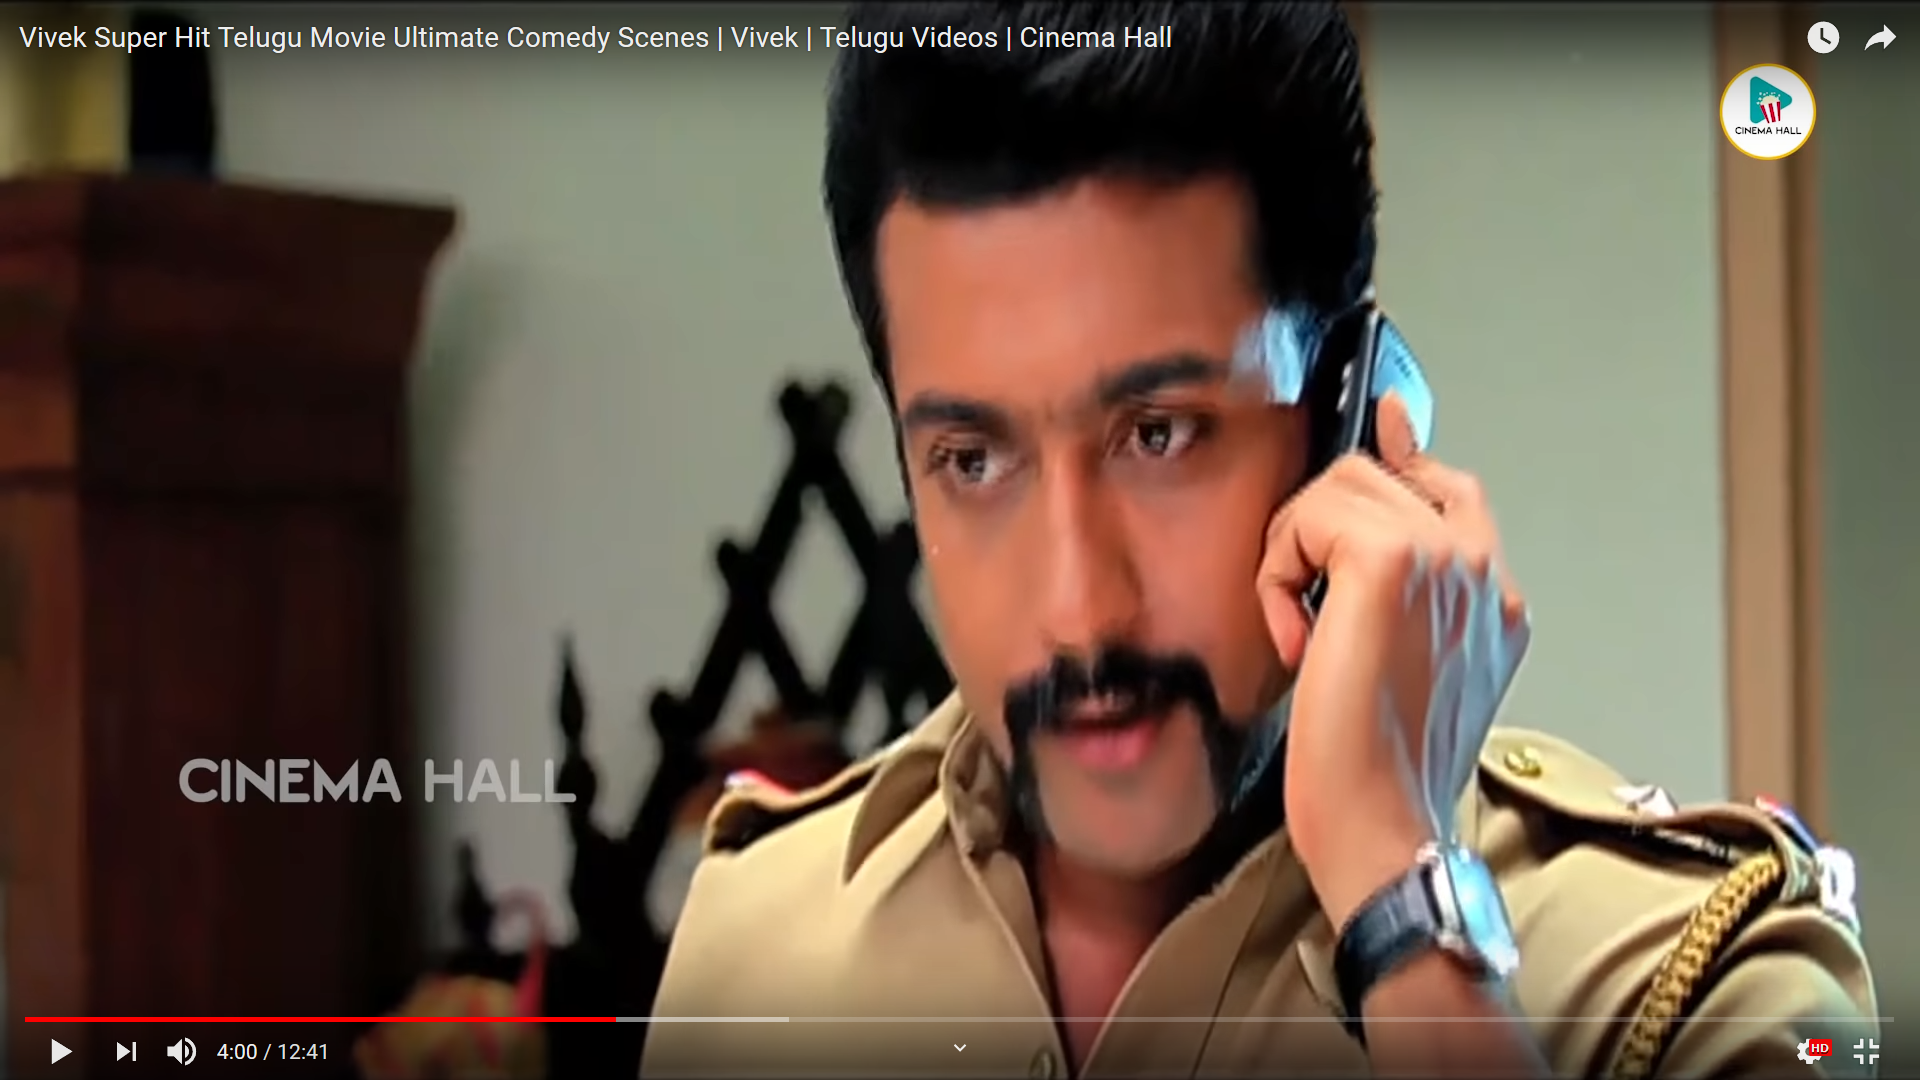 Vivek Super Hit Telugu Movie Ultimate Comedy Scenes | Vivek | Telugu Videos | Cinema Hall
CINEMA HALL
CINEMA HALL
4:00 / 12:41
HD